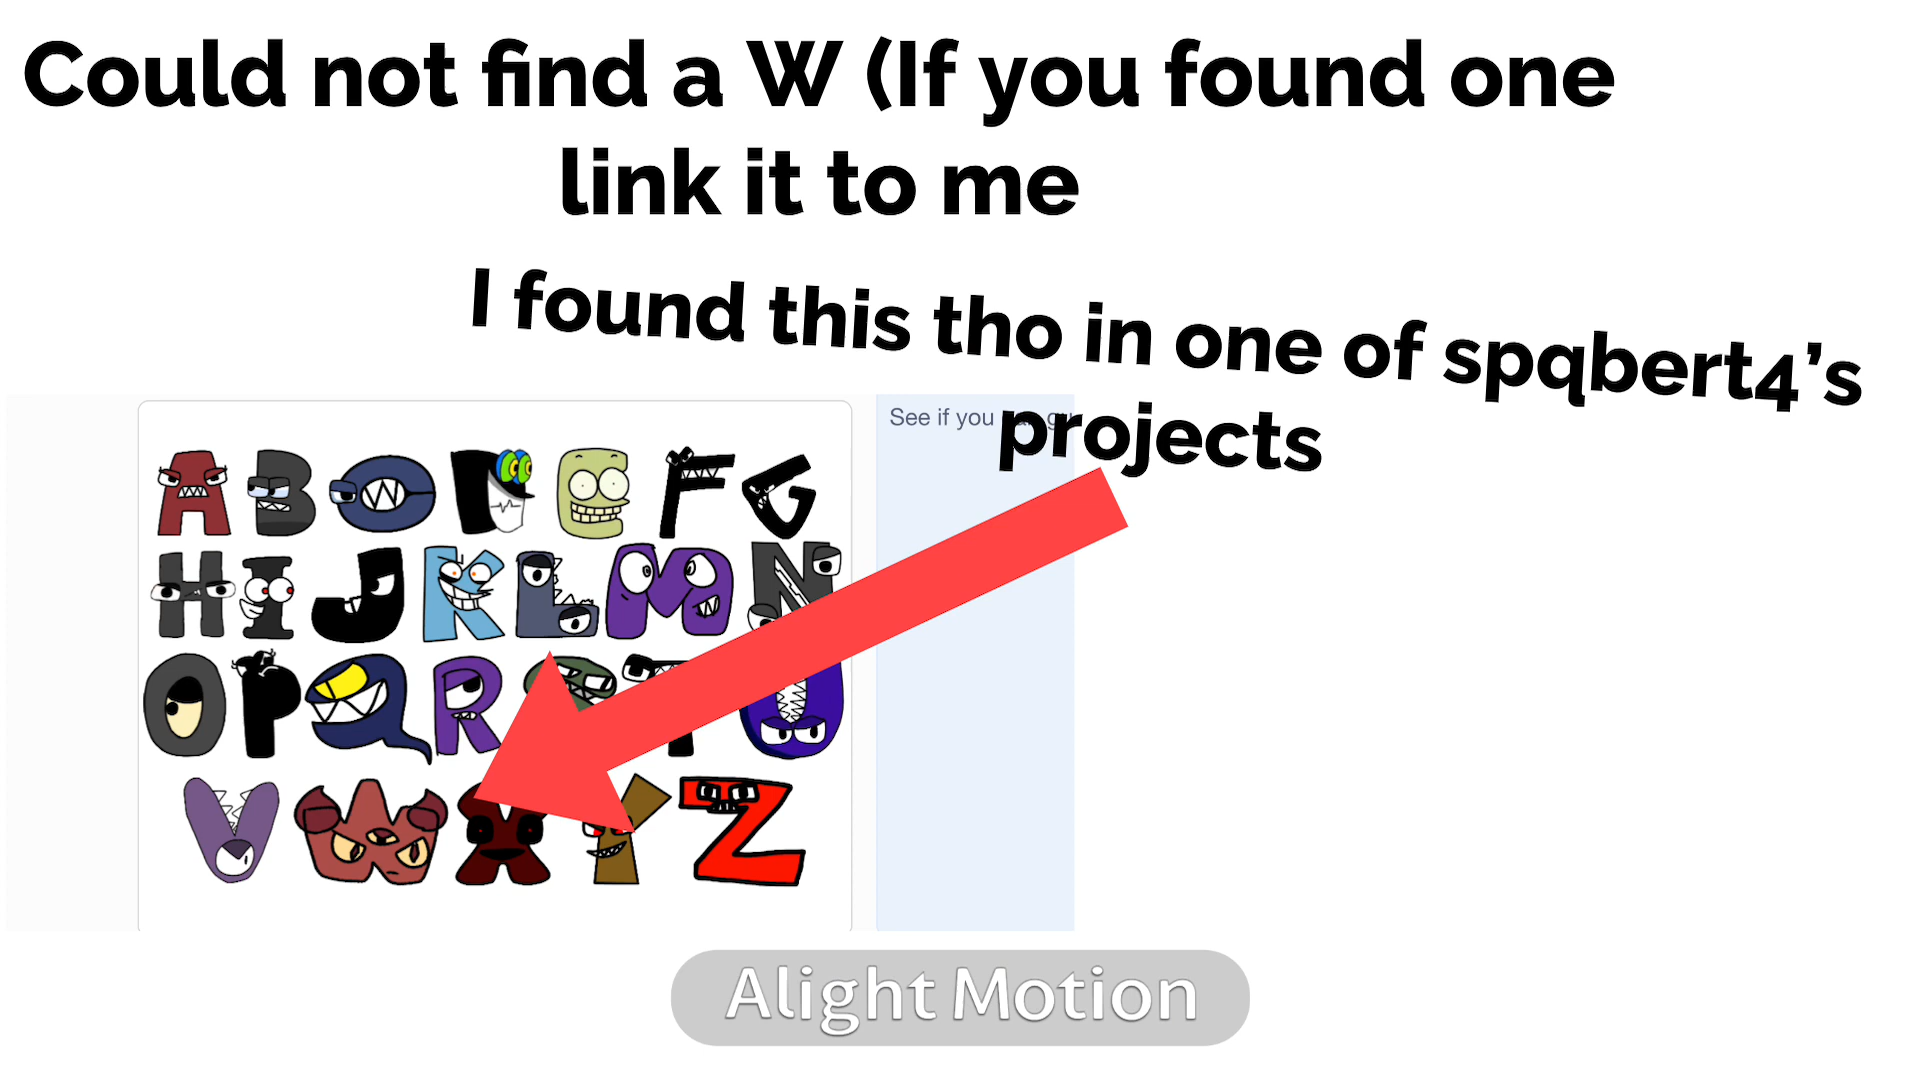 Could not find a W (If you found one
link it to me
I found this tho in one of spqbert4's
projects
See if you
A B C D E F G
H I J K L M N
O P Q R S T U
V W X Y Z
Alight Motion